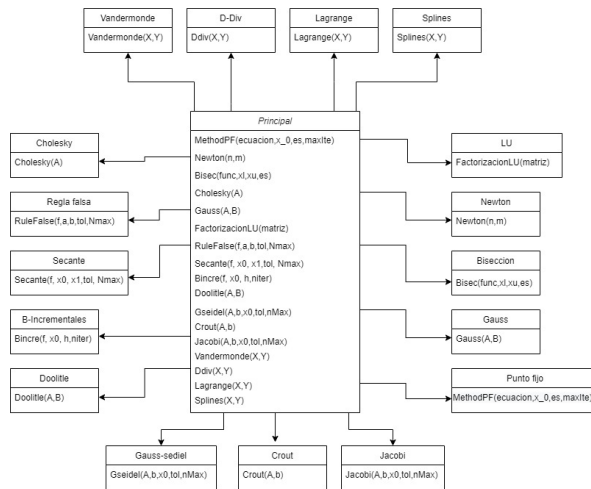 Vandermonde
Vandermonde(X,Y)
D-Div
Ddiv(X,Y)
Lagrange
Lagrange(X,Y)
Splines
Splines(X,Y)
Principal
MethodPF(ecuacion,x_0,es,maxIte)
Newton(n,m)
Bisec(func,xl,xu,es)
Cholesky(A)
Gauss(A,B)
FactorizacionLU(matriz)
RuleFalse(f,a,b,tol,Nmax)
Secante(f, x0, x1,tol, Nmax)
Bincre(f, x0, h,niter)
Doolitle(A,B)
Gseidel(A,b,x0,tol,nMax)
Crout(A,b)
Jacobi(A,b,x0,tol,nMax)
Vandermonde(X,Y)
Ddiv(X,Y)
Lagrange(X,Y)
Splines(X,Y)
Cholesky
Cholesky(A)
Regla falsa
RuleFalse(f,a,b,tol,Nmax)
Secante
Secante(f, x0, x1,tol, Nmax)
B-Incrementales
Bincre(f, x0, h,niter)
Doolitle
Doolitle(A,B)
LU
FactorizacionLU(matriz)
Newton
Newton(n,m)
Biseccion
Bisec(func,xl,xu,es)
Gauss
Gauss(A,B)
Punto fijo
MethodPF(ecuacion,x_0,es,maxIte)
Gauss-sediel
Gseidel(A,b,x0,tol,nMax)
Crout
Crout(A,b)
Jacobi
Jacobi(A,b,x0,tol,nMax)